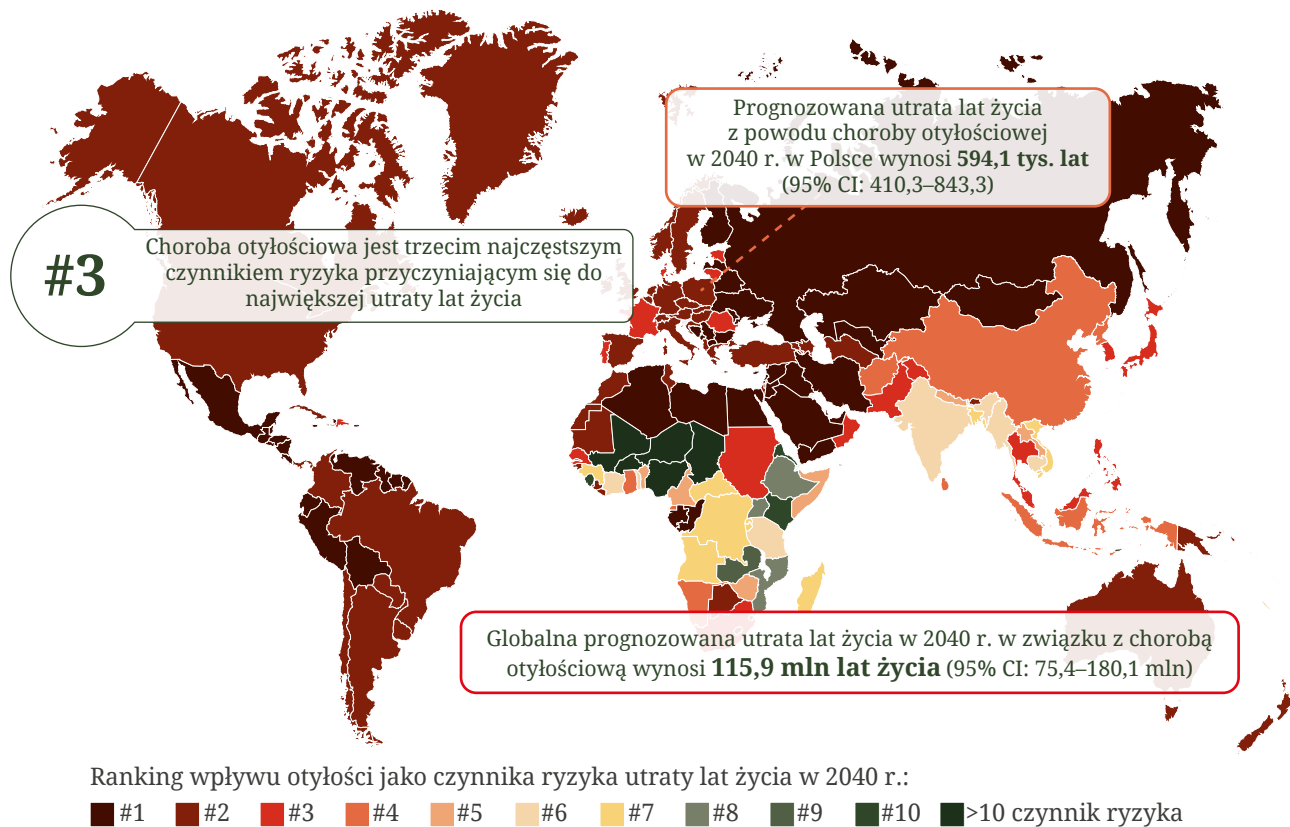 Prognozowana utrata lat życia
z powodu choroby otyłościowej
w 2040 r. w Polsce wynosi 594,1 tys. lat
(95% CI: 410,3–843,3)
#3
Choroba otyłościowa jest trzecim najczęstszym
czynnikiem ryzyka przyczyniającym się do
największej utraty lat życia
Globalna prognozowana utrata lat życia w 2040 r. w związku z chorobą
otyłościową wynosi 115,9 mln lat życia (95% CI: 75,4–180,1 mln)
Ranking wpływu otyłości jako czynnika ryzyka utraty lat życia w 2040 r.:
#1 #2 #3 #4 #5 #6 #7 #8 #9 #10 >10 czynnik ryzyka